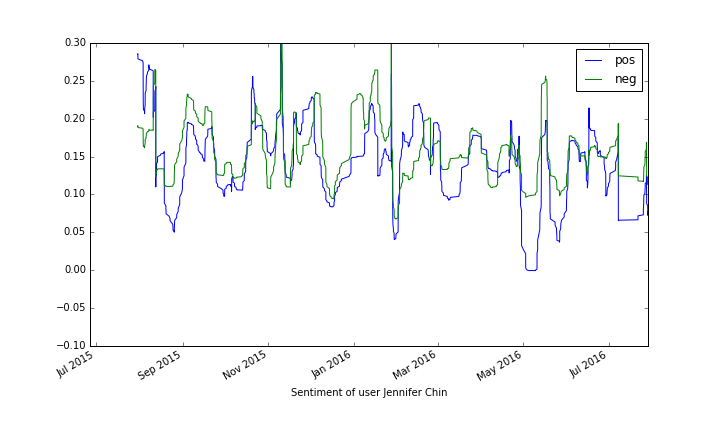 0.30
0.25
0.20
0.15
0.10
0.05
0.00
−0.05
−0.10
pos
neg
Jul 2015
Sep 2015
Nov 2015
Jan 2016
Mar 2016
May 2016
Jul 2016
Sentiment of user Jennifer Chin